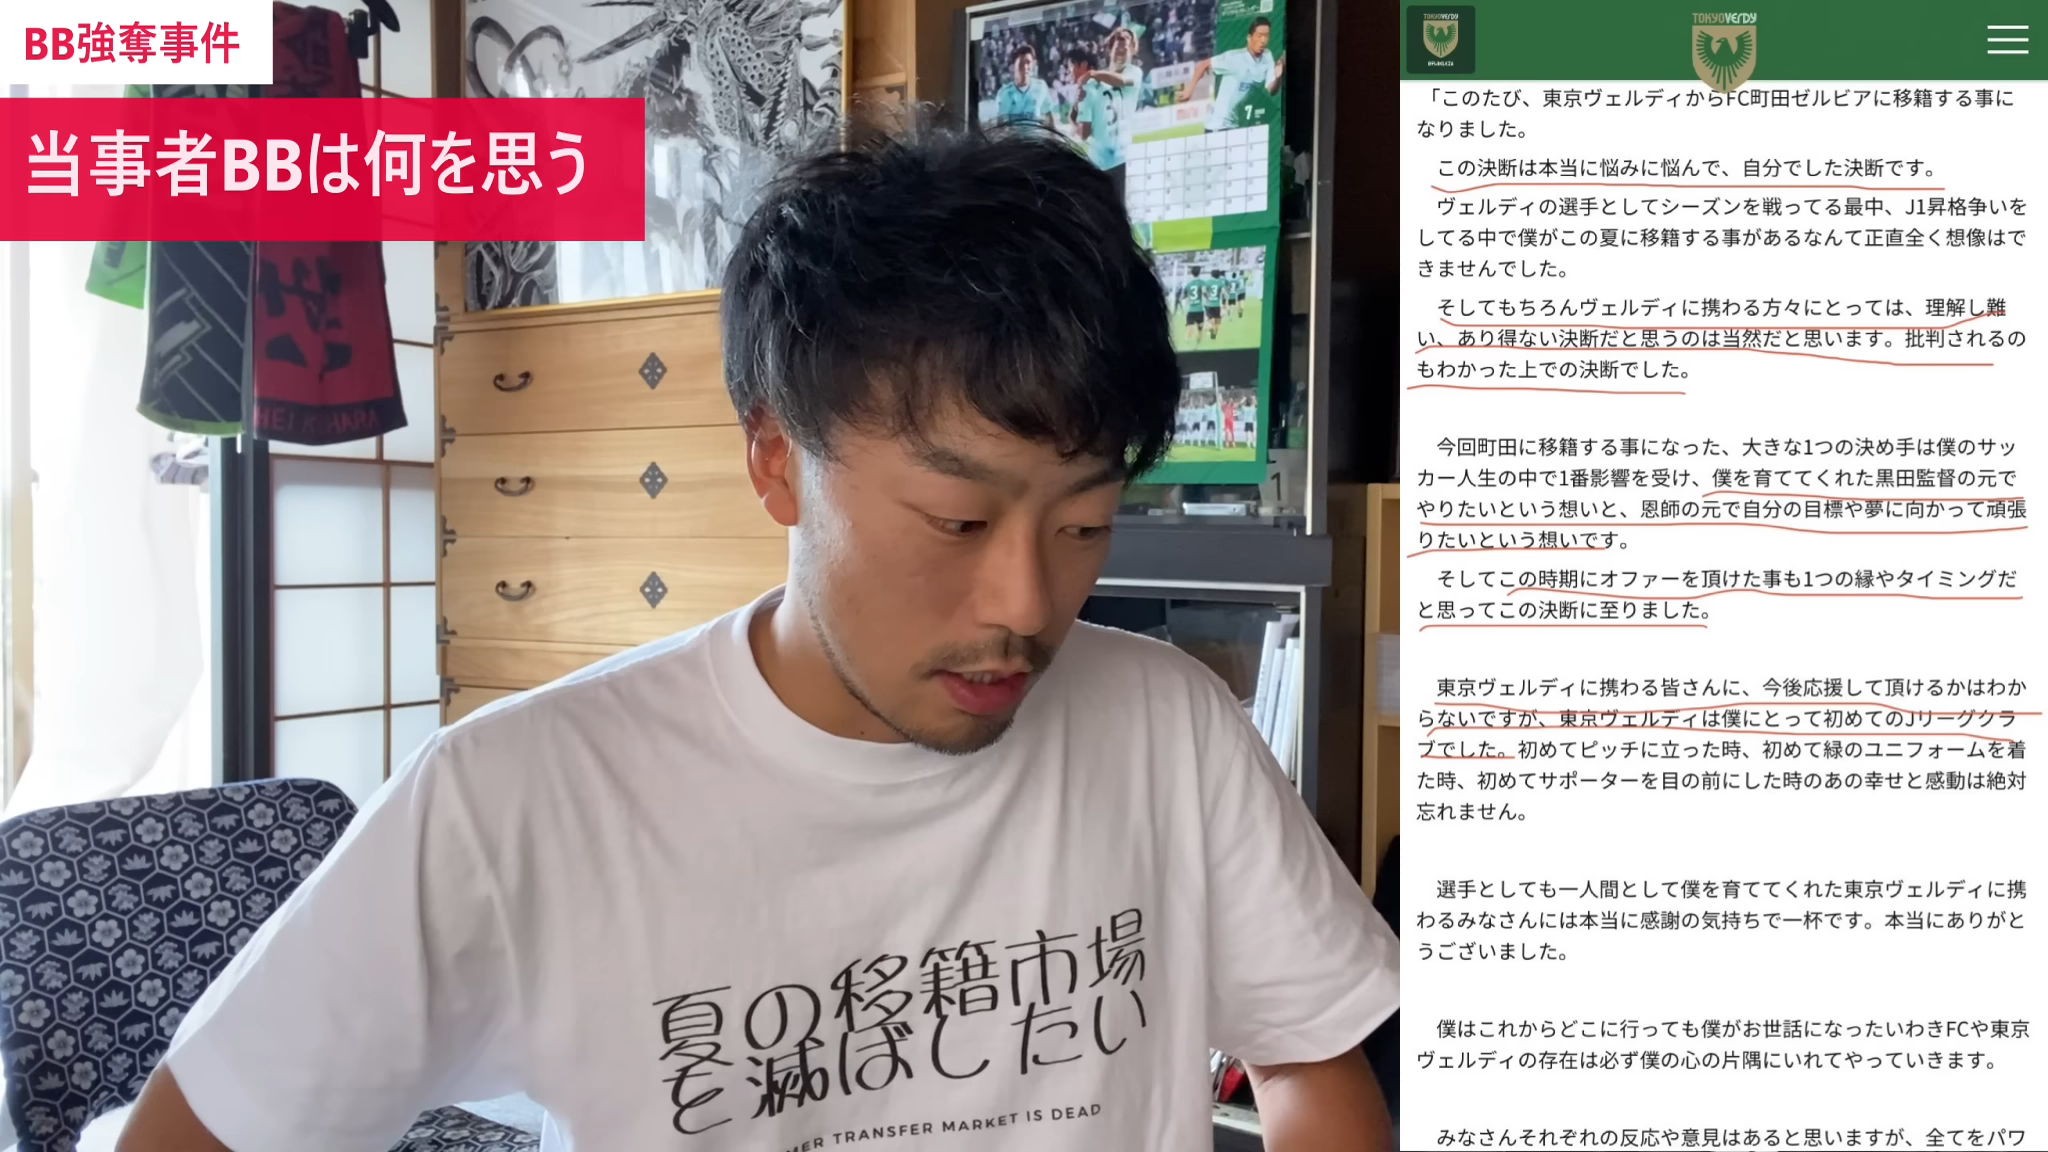 BB強奪事件
当事者BBは何を思う
HEI KOHARA
7
3
3
1
夏の移籍市場
を滅ぼしたい
MER TRANSFER MARKET IS DEAD
TOKYO VERDY
TOKYO VERDY
「このたび、東京ヴェルディからFC町田ゼルビアに移籍する事に
なりました。
この決断は本当に悩みに悩んで、自分でした決断です。
ヴェルディの選手としてシーズンを戦ってる最中、J1昇格争いを
してる中で僕がこの夏に移籍する事があるなんて正直全く想像はで
きませんでした。
そしてもちろんヴェルディに携わる方々にとっては、理解し難
い、あり得ない決断だと思うのは当然だと思います。批判されるの
もわかった上での決断でした。
今回町田に移籍する事になった、大きな1つの決め手は僕のサッ
カー人生の中で1番影響を受け、僕を育ててくれた黒田監督の元で
やりたいという想いと、恩師の元で自分の目標や夢に向かって頑張
りたいという想いです。
そしてこの時期にオファーを頂けた事も1つの縁やタイミングだ
と思ってこの決断に至りました。
東京ヴェルディに携わる皆さんに、今後応援して頂けるかはわか
らないですが、東京ヴェルディは僕にとって初めてのJリーグクラ
ブでした。初めてピッチに立った時、初めて緑のユニフォームを着
た時、初めてサポーターを目の前にした時のあの幸せと感動は絶対
忘れません。
選手としても一人間として僕を育ててくれた東京ヴェルディに携
わるみなさんには本当に感謝の気持ちで一杯です。本当にありがと
うございました。
僕はこれからどこに行っても僕がお世話になったいわきFCや東京
ヴェルディの存在は必ず僕の心の片隅にいれてやっていきます。
みなさんそれぞれの反応や意見はあると思いますが、全てをパワ